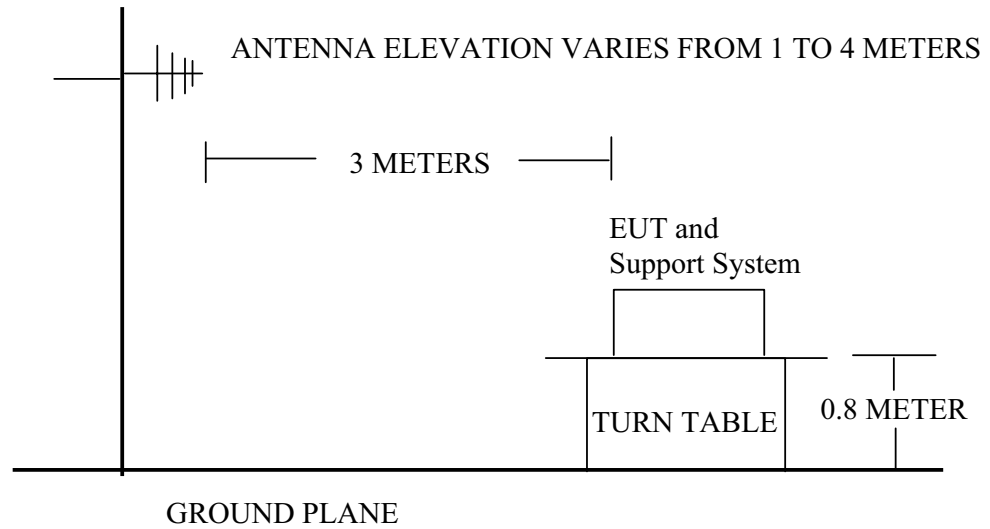 ANTENNA ELEVATION VARIES FROM 1 TO 4 METERS
3 METERS
EUT and
Support System
TURN TABLE
0.8 METER
GROUND PLANE